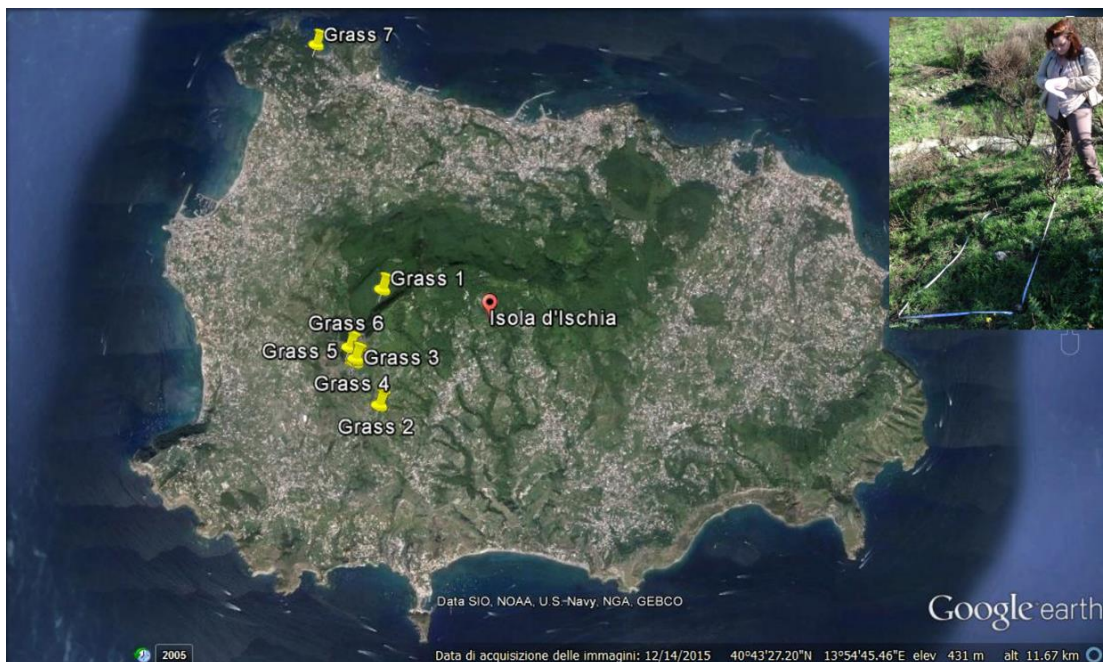 Grass 7
Grass 1
Isola d'Ischia
Grass 6
Grass 5
Grass 3
Grass 4
Grass 2
Data SIO, NOAA, U.S. Navy, NGA, GEBCO
Google earth
2005
Data di acquisizione delle immagini: 12/14/2015 40°43'27.20"N 13°54'45.46"E elev 431 m alt 11.67 km